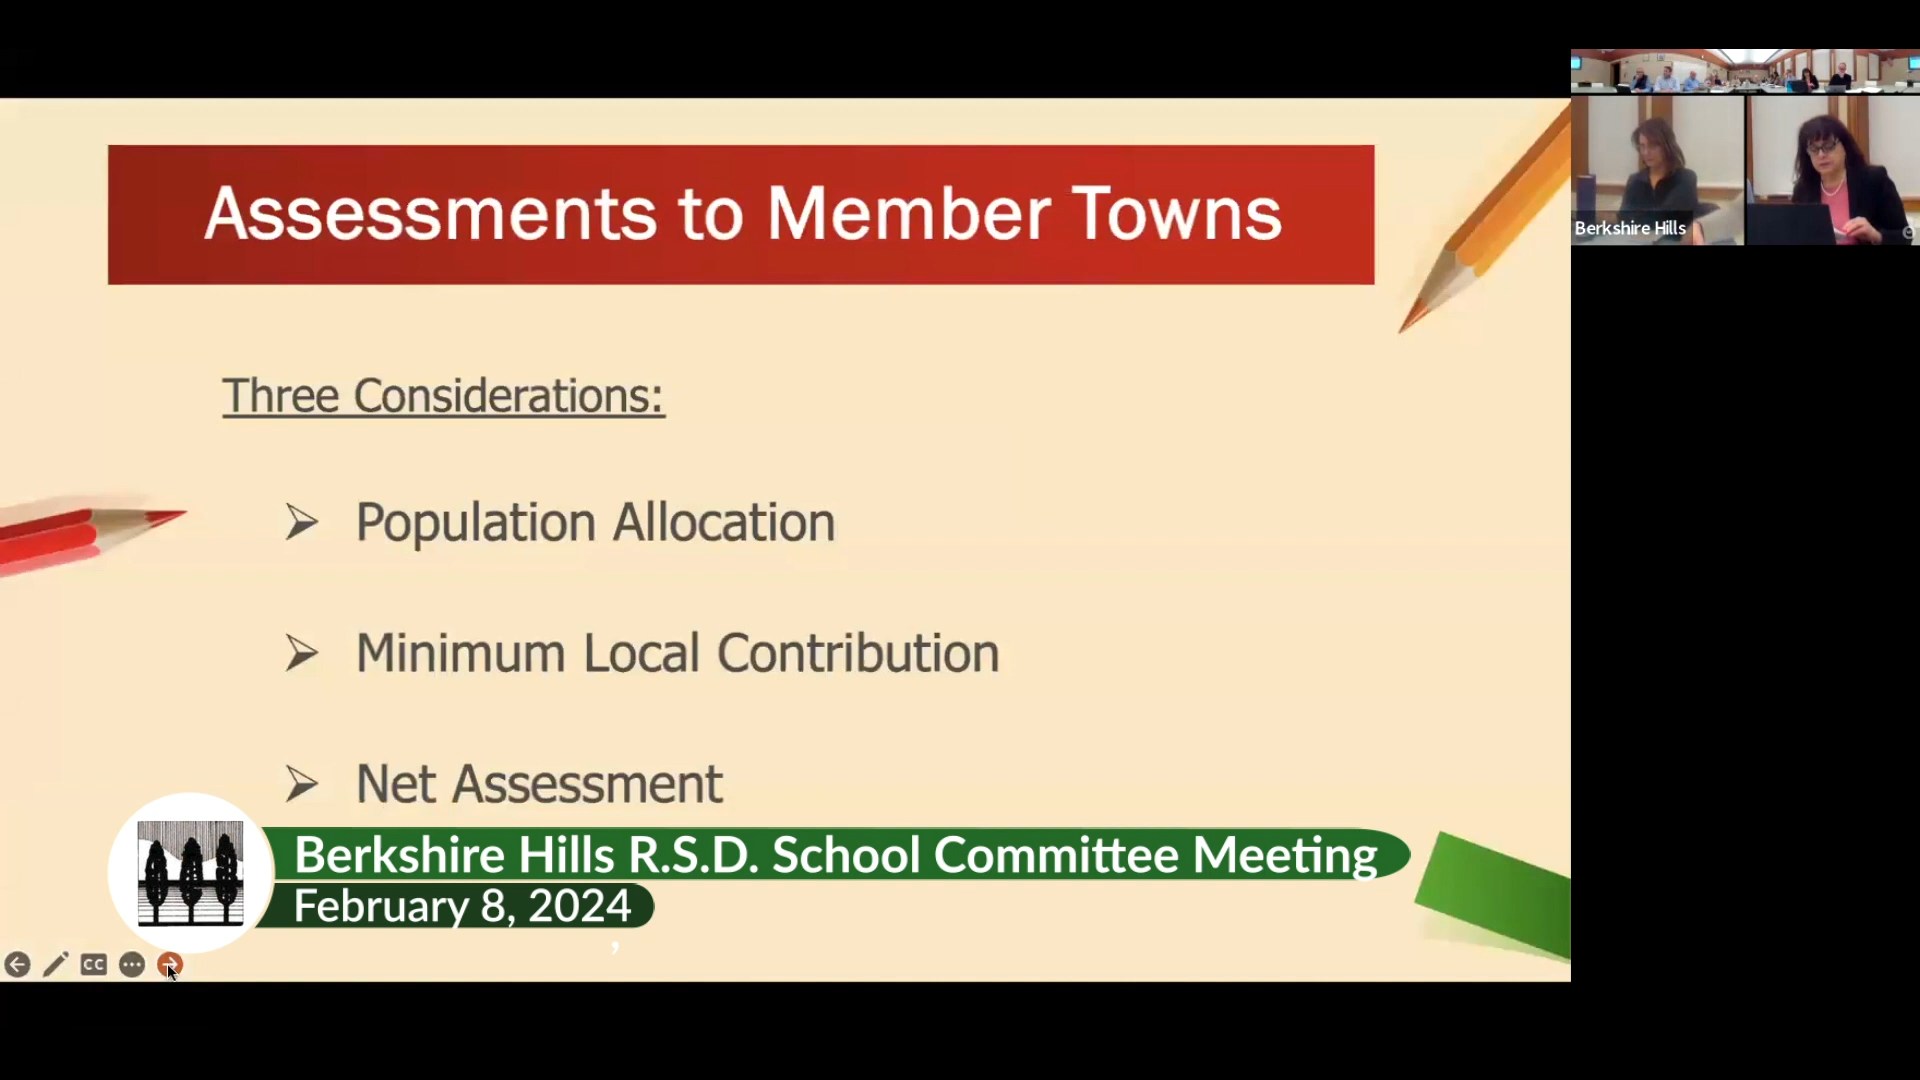 Assessments to Member Towns
Three Considerations:
Population Allocation
Minimum Local Contribution
Net Assessment
Berkshire Hills R.S.D. School Committee Meeting
February 8, 2024
,
CC
Berkshire Hills